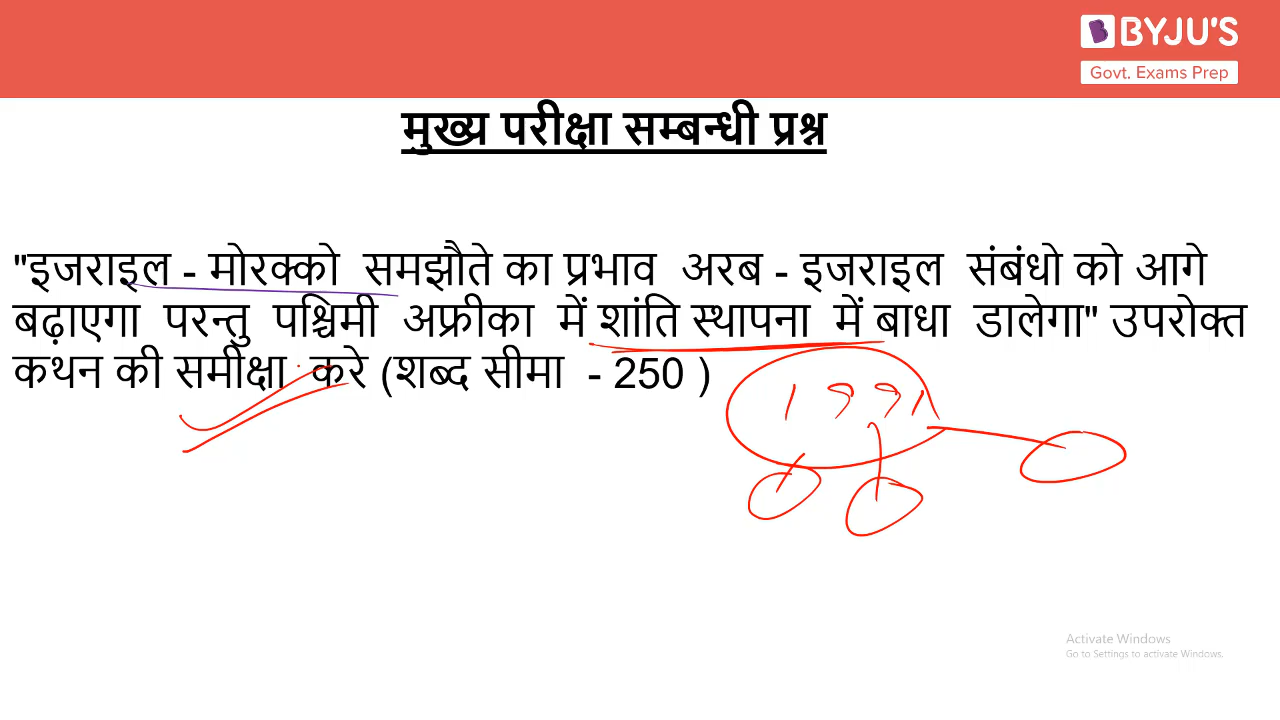 BYJU'S
Govt. Exams Prep
मुख्य परीक्षा सम्बन्धी प्रश्न
"इजराइल - मोरक्को समझौते का प्रभाव अरब - इजराइल संबंधो को आगे
बढ़ाएगा परन्तु पश्चिमी अफ्रीका में शांति स्थापना में बाधा डालेगा" उपरोक्त
कथन की समीक्षा करे (शब्द सीमा - 250 )
1991
Activate Windows
Go to Settings to activate Windows.